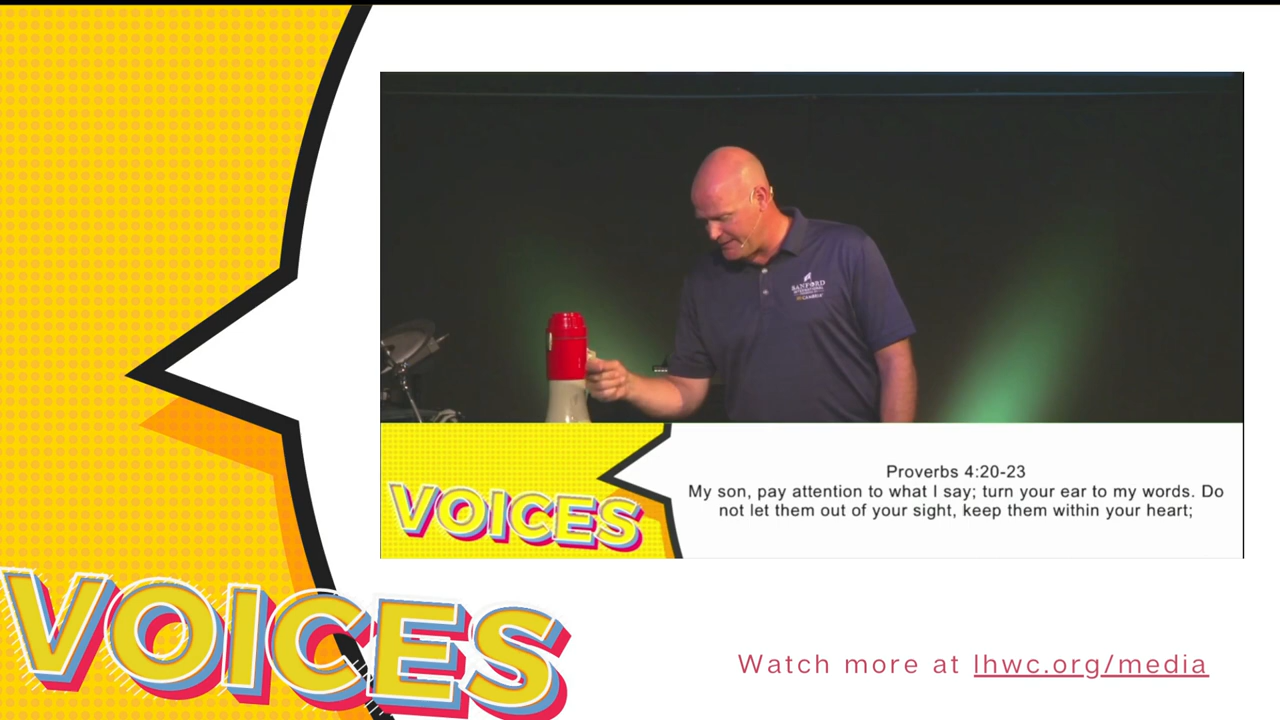 SANFORD
INTERNATIONAL
VOICES
Proverbs 4:20-23
My son, pay attention to what I say; turn your ear to my words. Do
not let them out of your sight, keep them within your heart;
VOICES
Watch more at lhwc.org/media